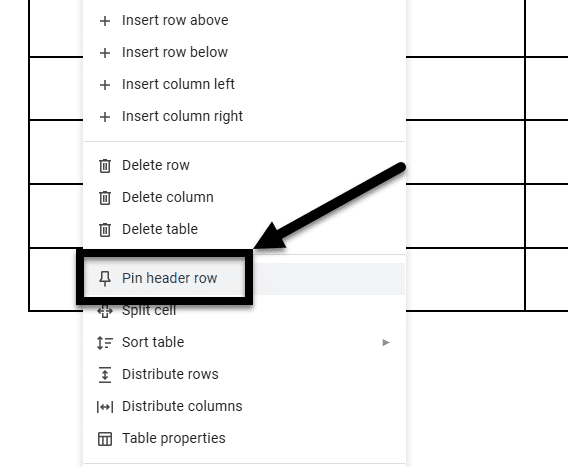 Insert row above
Insert row below
Insert column left
Insert column right
Delete row
Delete column
Delete table
Pin header row
Split cell
Sort table
Distribute rows
Distribute columns
Table properties